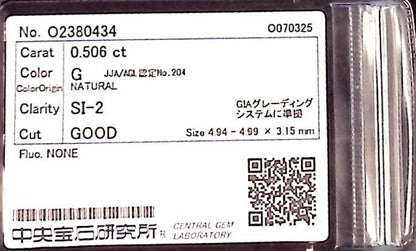 No. O2380434 O070325
Carat 0.506 ct
Color G JJA/AGL認定No.204
ColorOrigin NATURAL
Clarity SI-2 GIAグレーディング
システムに準拠
Cut GOOD Size 4.94 - 4.99 × 3.15 mm
Fluo. NONE
中央宝石研究所® CENTRAL GEM
LABORATORY